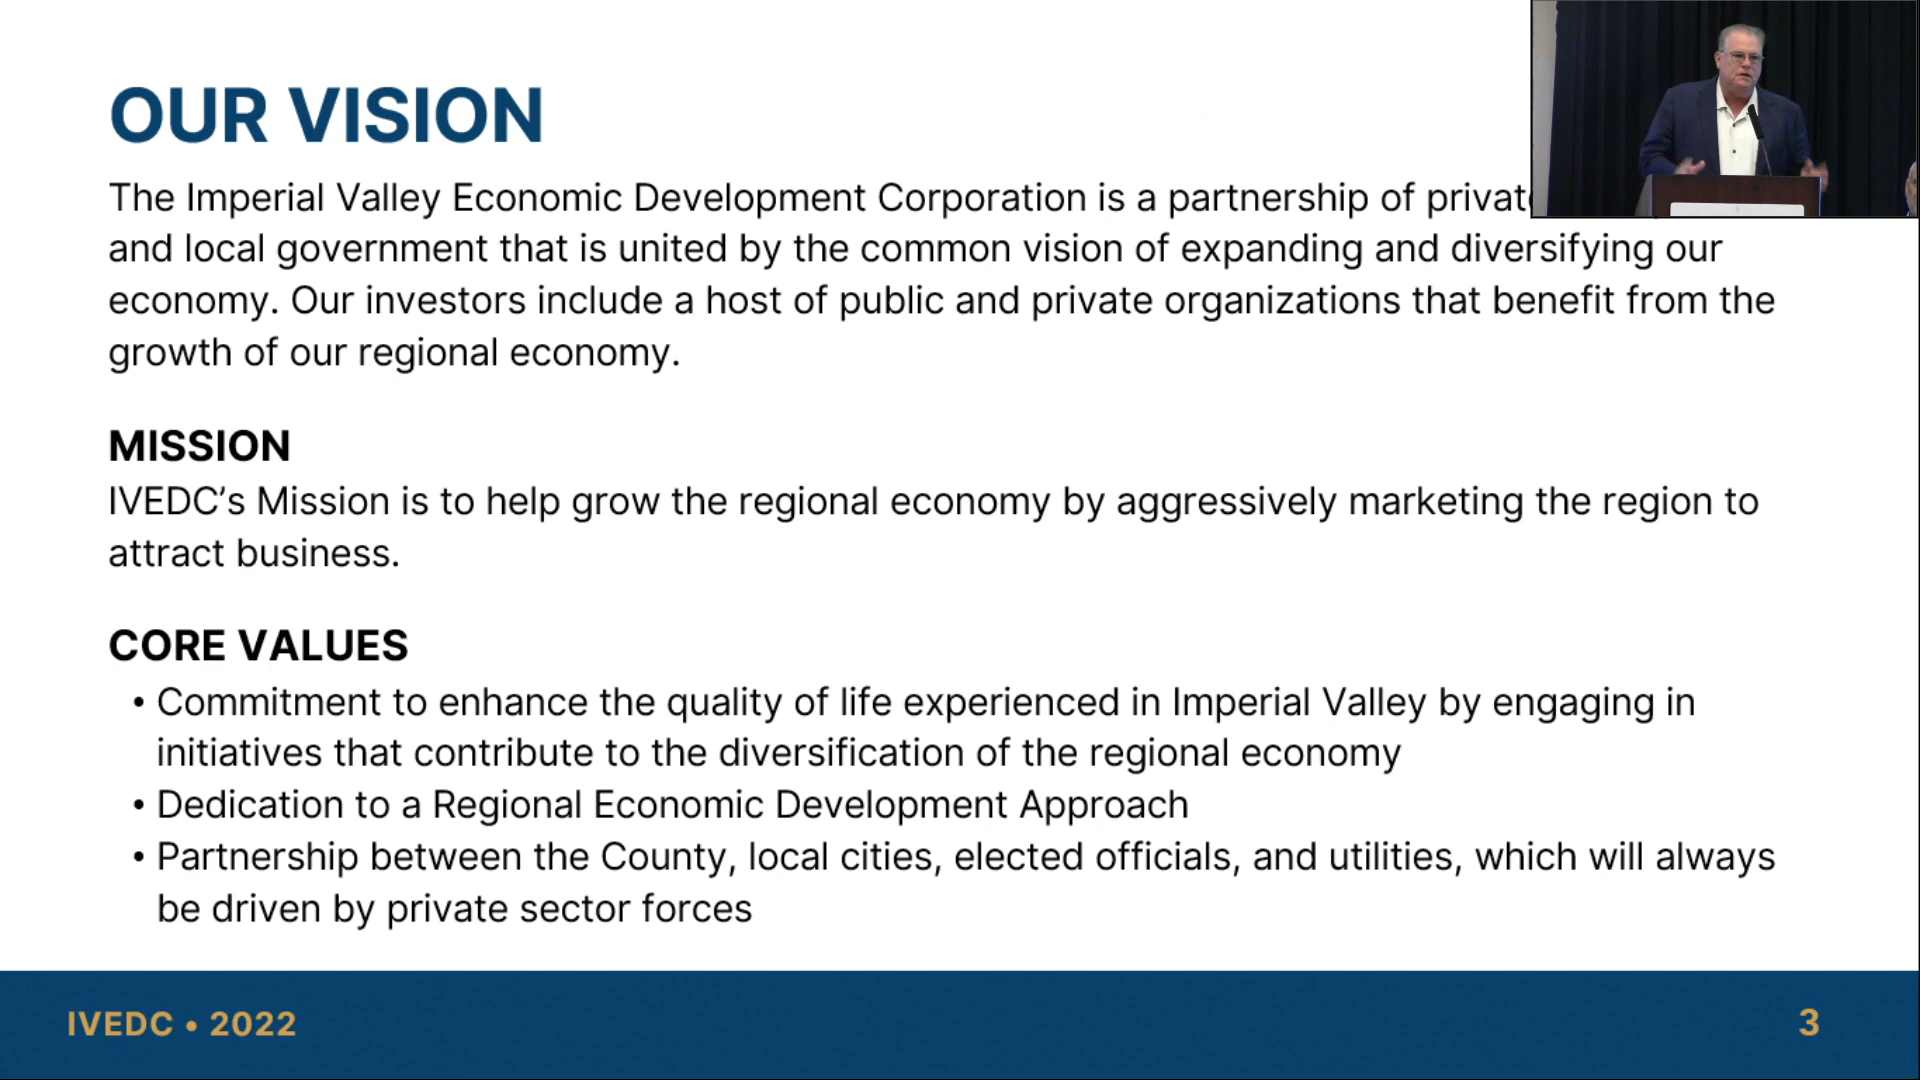 OUR VISION
The Imperial Valley Economic Development Corporation is a partnership of
and local government that is united by the common vision of expanding and diversifying our
economy. Our investors include a host of public and private organizations that benefit from the
growth of our regional economy.
MISSION
IVEDC’s Mission is to help grow the regional economy by aggressively marketing the region to
attract business.
CORE VALUES
• Commitment to enhance the quality of life experienced in Imperial Valley by engaging in
initiatives that contribute to the diversification of the regional economy
• Dedication to a Regional Economic Development Approach
• Partnership between the County, local cities, elected officials, and utilities, which will always
be driven by private sector forces
IVEDC • 2022
3